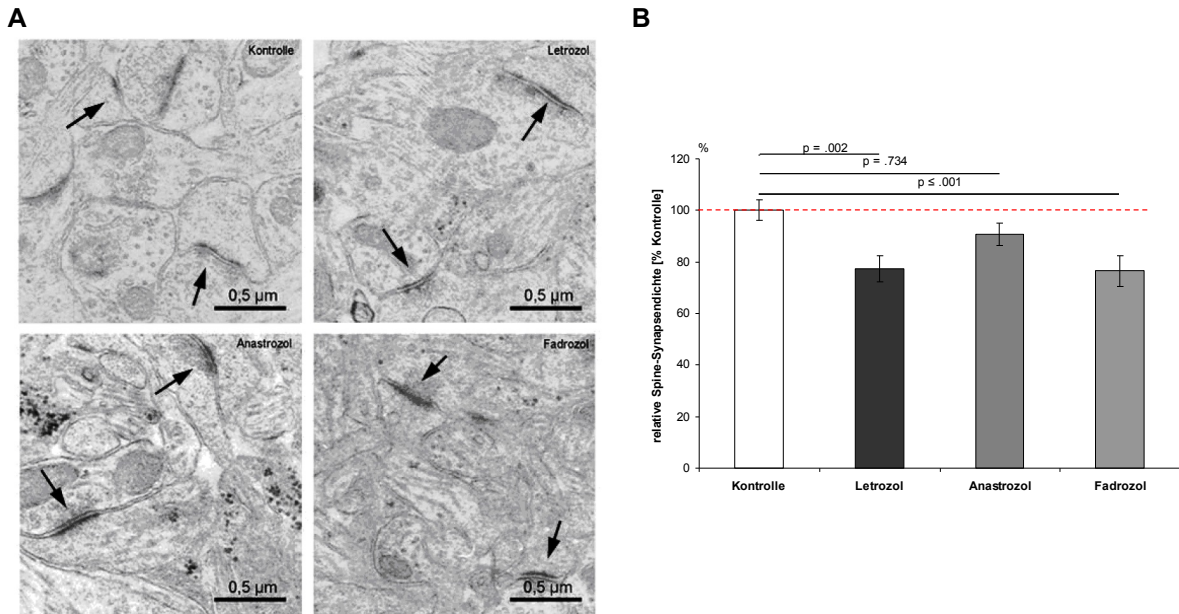 A
Kontrolle
0,5 µm
Letrozol
0,5 µm
Anastrozol
0,5 µm
Fadrozol
0,5 µm
B
%
relative Spine-Synapsendichte [% Kontrolle]
120
100
80
60
40
20
0
p = .002
p = .734
p ≤ .001
Kontrolle Letrozol Anastrozol Fadrozol